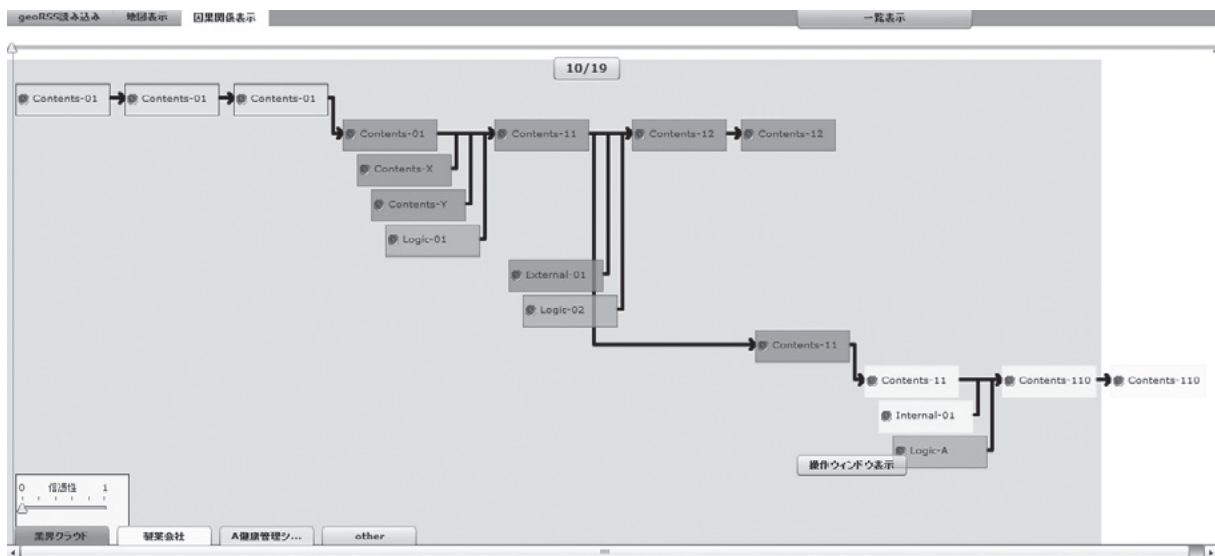 geoRSS読み込み 地図表示 因果関係表示 一覧表示
10/19
Contents-01 Contents-01 Contents-01
Contents-01 Contents-11 Contents-12 Contents-12
Contents-X
Contents-Y
Logic-01
External-01
Logic-02
Contents-11
Contents-11 Contents-110 Contents-110
Internal-01
Logic-A
操作ウィンドウ表示
0 信憑性 1
業界クラウド 製薬会社 A健康管理シ... other